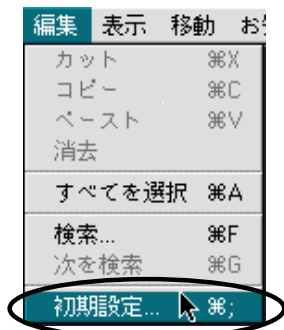 編集 表示 移動 お
カット ⌘X
コピー ⌘C
ペースト ⌘V
消去
すべてを選択 ⌘A
検索... ⌘F
次を検索 ⌘G
初期設定... ⌘;